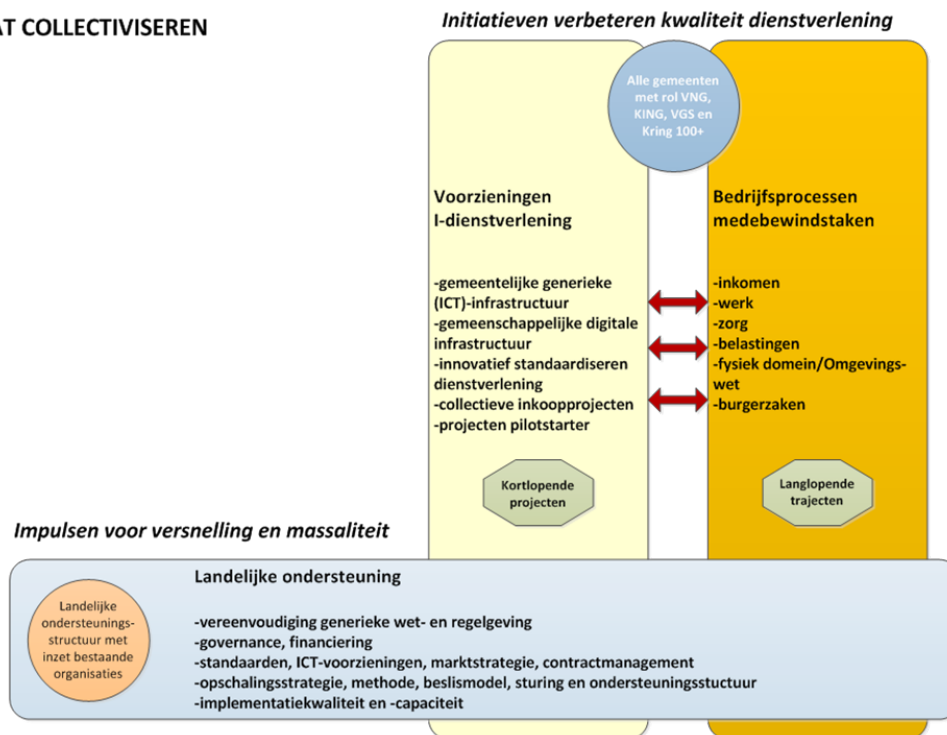 AT COLLECTIVISEREN
Initiatieven verbeteren kwaliteit dienstverlening
Alle gemeenten
met rol VNG,
KING, VGS en
Kring 100+
Voorzieningen
I-dienstverlening
-gemeentelijke generieke
(ICT)-infrastructuur
-gemeenschappelijke digitale
infrastructuur
-innovatief standaardiseren
dienstverlening
-collectieve inkoopprojecten
-projecten pilotstarter
Kortlopende
projecten
Bedrijfsprocessen
medebewindstaken
-inkomen
-werk
-zorg
-belastingen
-fysiek domein/Omgevings-
wet
-burgerzaken
Langlopende
trajecten
Impulsen voor versnelling en massaliteit
Landelijke
ondersteunings-
structuur met
inzet bestaande
organisaties
Landelijke ondersteuning
-vereenvoudiging generieke wet- en regelgeving
-governance, financiering
-standaarden, ICT-voorzieningen, marktstrategie, contractmanagement
-opschalingsstrategie, methode, beslismodel, sturing en ondersteuningsstuctuur
-implementatiekwaliteit en -capaciteit